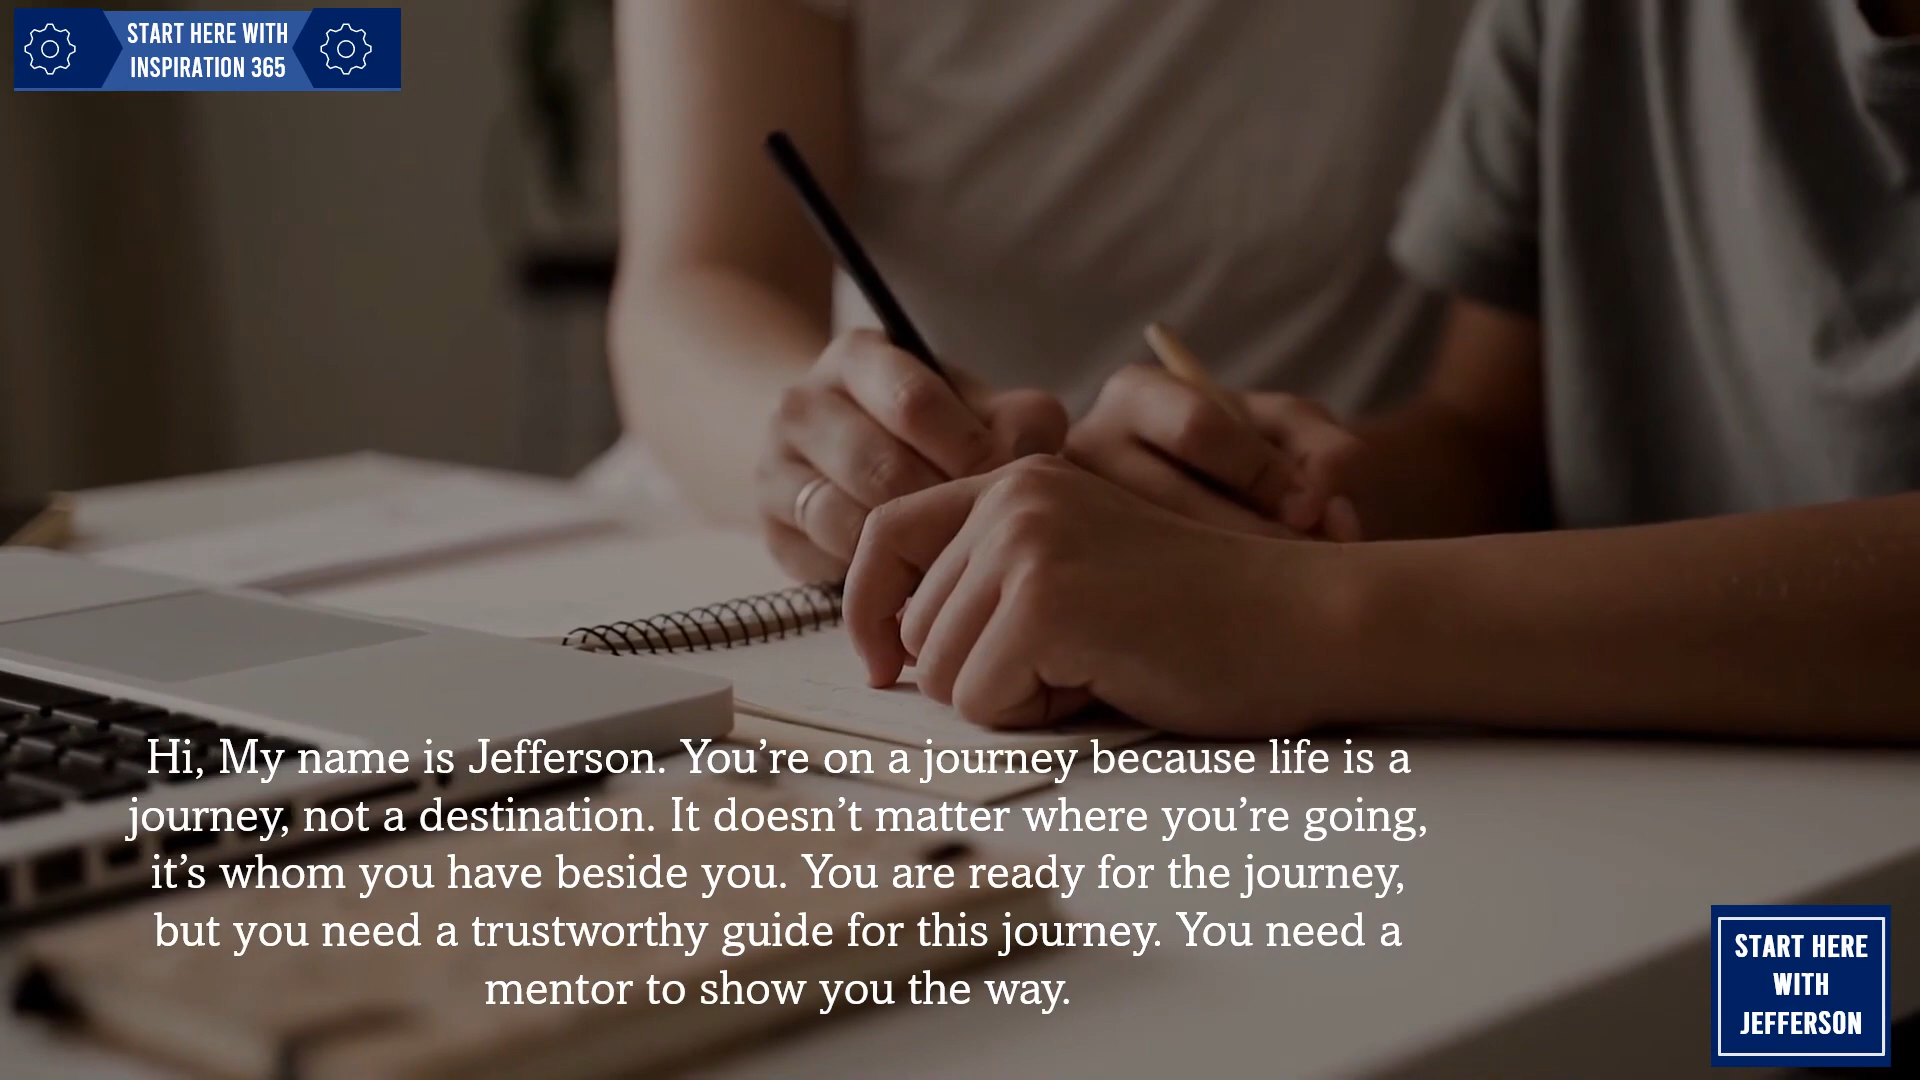 START HERE WITH
INSPIRATION 365
Hi, My name is Jefferson. You’re on a journey because life is a
journey, not a destination. It doesn’t matter where you’re going,
it’s whom you have beside you. You are ready for the journey,
but you need a trustworthy guide for this journey. You need a
mentor to show you the way.
START HERE
WITH
JEFFERSON